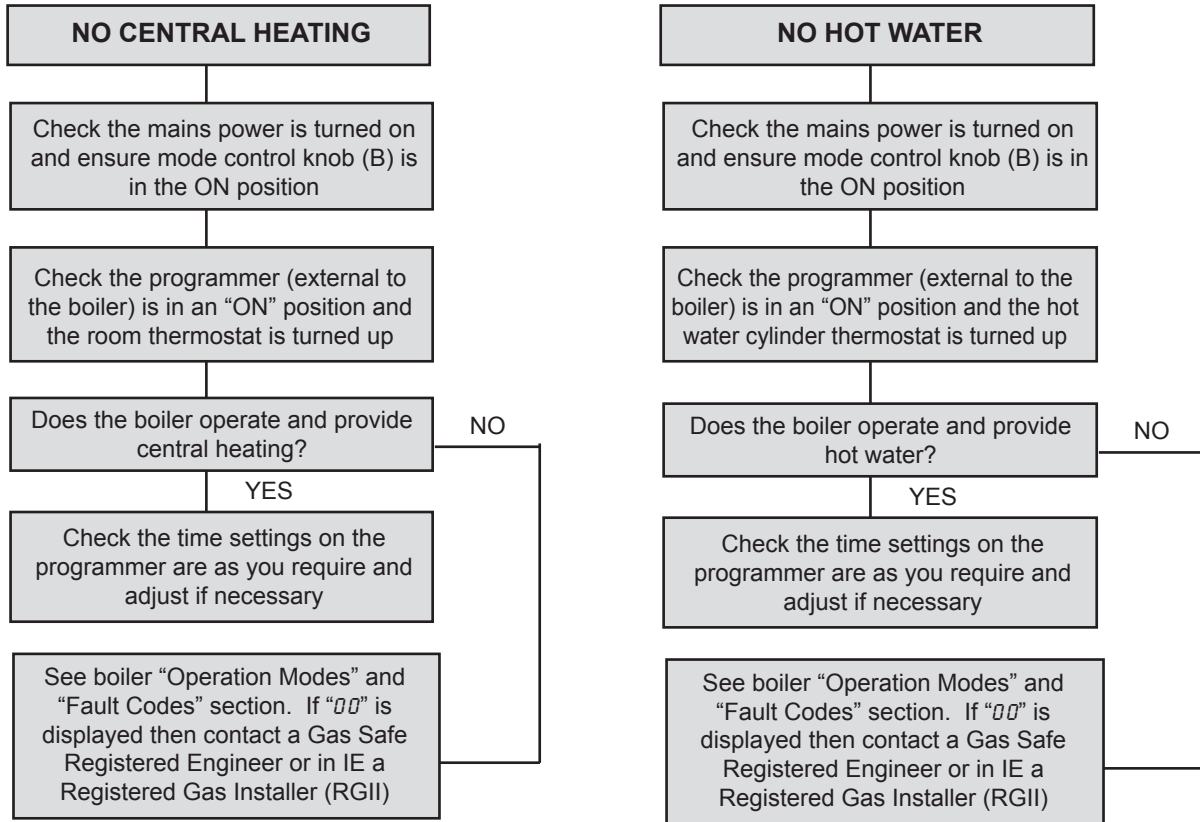 NO CENTRAL HEATING
Check the mains power is turned on
and ensure mode control knob (B) is
in the ON position
Check the programmer (external to
the boiler) is in an “ON” position and
the room thermostat is turned up
Does the boiler operate and provide
central heating?
NO
YES
Check the time settings on the
programmer are as you require and
adjust if necessary
See boiler “Operation Modes” and
“Fault Codes” section. If “00” is
displayed then contact a Gas Safe
Registered Engineer or in IE a
Registered Gas Installer (RGII)
NO HOT WATER
Check the mains power is turned on
and ensure mode control knob (B) is in
the ON position
Check the programmer (external to the
boiler) is in an “ON” position and the hot
water cylinder thermostat is turned up
Does the boiler operate and provide
hot water?
NO
YES
Check the time settings on the
programmer are as you require and
adjust if necessary
See boiler “Operation Modes” and
“Fault Codes” section. If “00” is
displayed then contact a Gas Safe
Registered Engineer or in IE a
Registered Gas Installer (RGII)